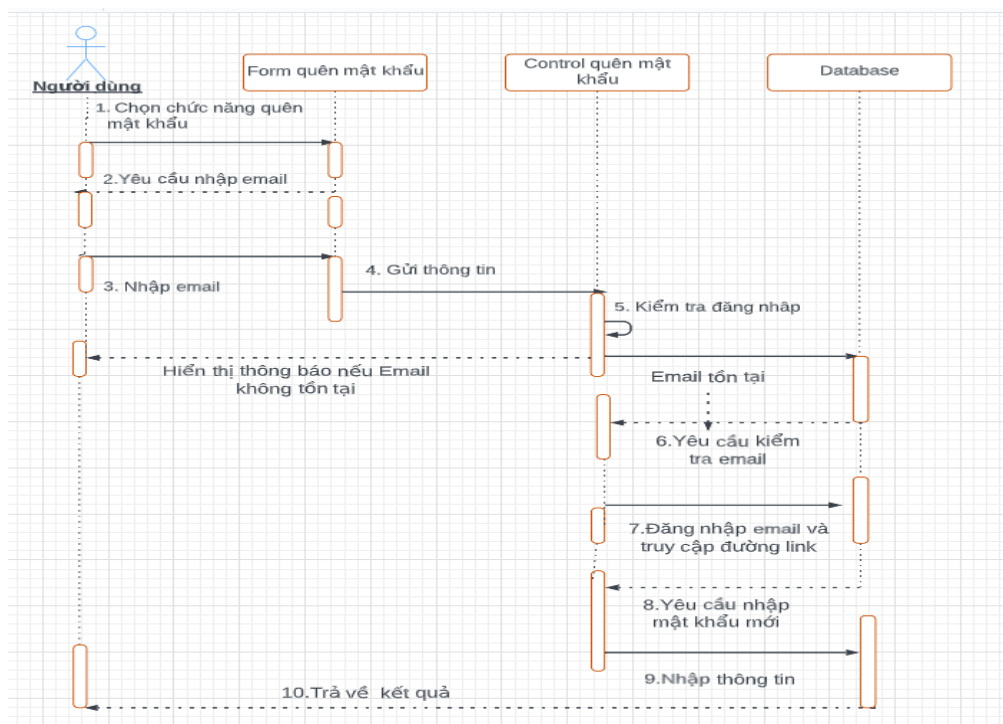 Người dùng
Form quên mật khẩu
Control quên mật
khẩu
Database
1. Chọn chức năng quên
mật khẩu
2.Yêu cầu nhập email
3. Nhập email
4. Gửi thông tin
5. Kiểm tra đăng nhâp
Hiển thị thông báo nếu Email
không tồn tại
Email tồn tại
6.Yêu cầu kiểm
tra email
7.Đăng nhập email và
truy cập đường link
8.Yêu cầu nhập
mật khẩu mới
9.Nhập thông tin
10.Trả về kết quả